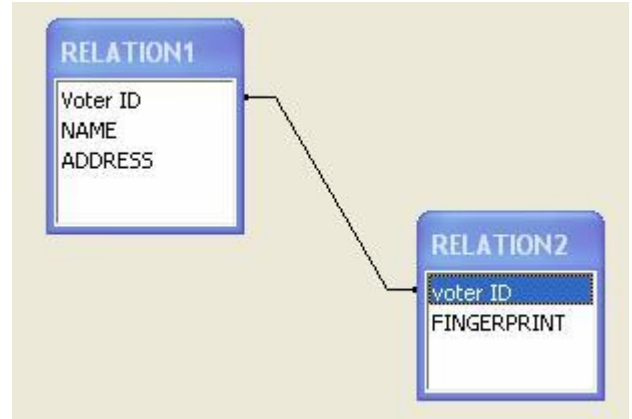 RELATION1
Voter ID
NAME
ADDRESS
RELATION2
voter ID
FINGERPRINT